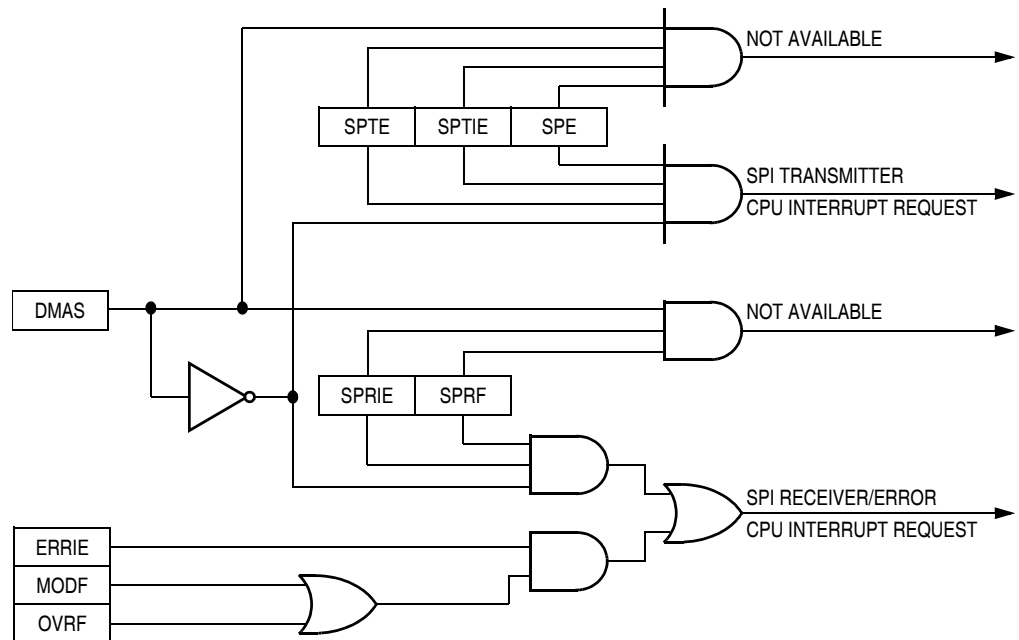 NOT AVAILABLE
SPTE SPTIE SPE
SPI TRANSMITTER
CPU INTERRUPT REQUEST
DMAS
NOT AVAILABLE
SPRIE SPRF
SPI RECEIVER/ERROR
CPU INTERRUPT REQUEST
ERRIE
MODF
OVRF